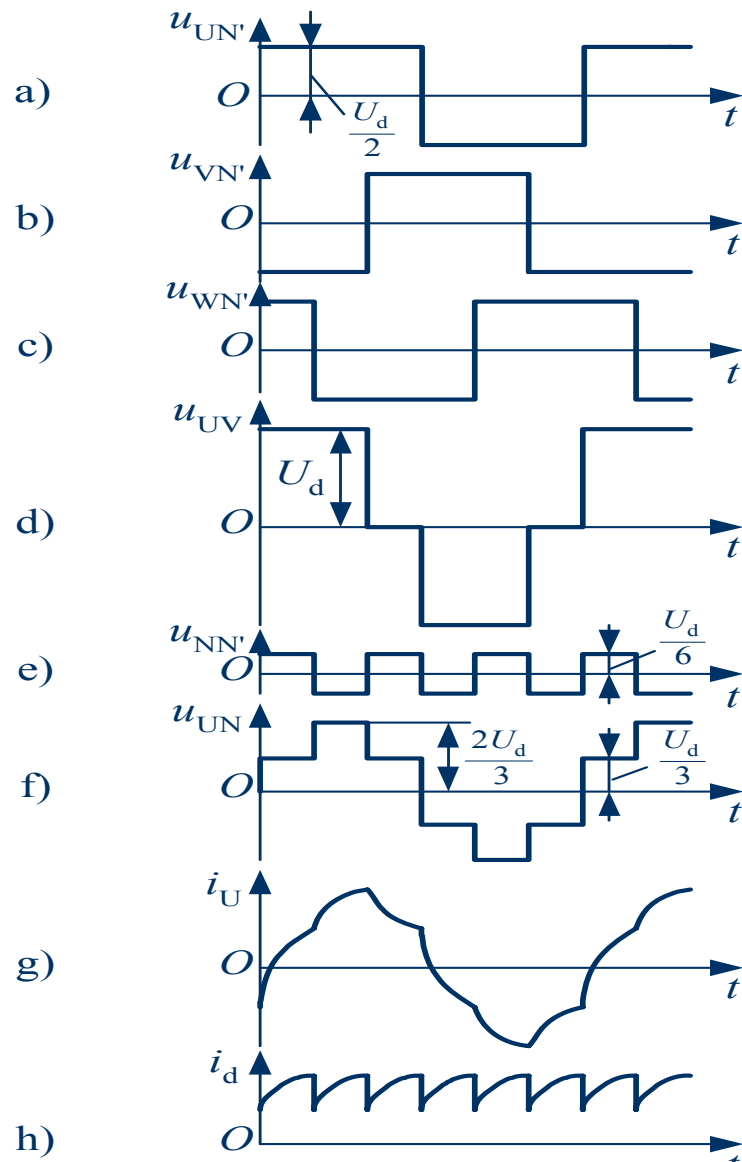 u_UN'
a)
O
U_d/2
t
u_VN'
b)
O
t
u_WN'
c)
O
t
u_UV
U_d
d)
O
t
u_NN'
e)
O
U_d/6
t
u_UN
2U_d/3
U_d/3
f)
O
t
i_U
g)
O
t
i_d
h)
O
t